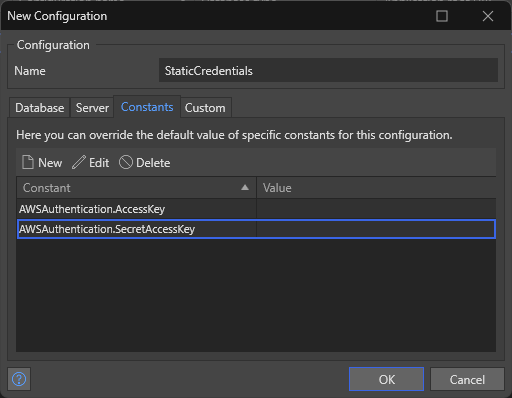 New Configuration
Configuration
Name StaticCredentials
Database Server Constants Custom
Here you can override the default value of specific constants for this configuration.
New Edit Delete
Constant Value
AWSAuthentication.AccessKey
AWSAuthentication.SecretAccessKey
? OK Cancel